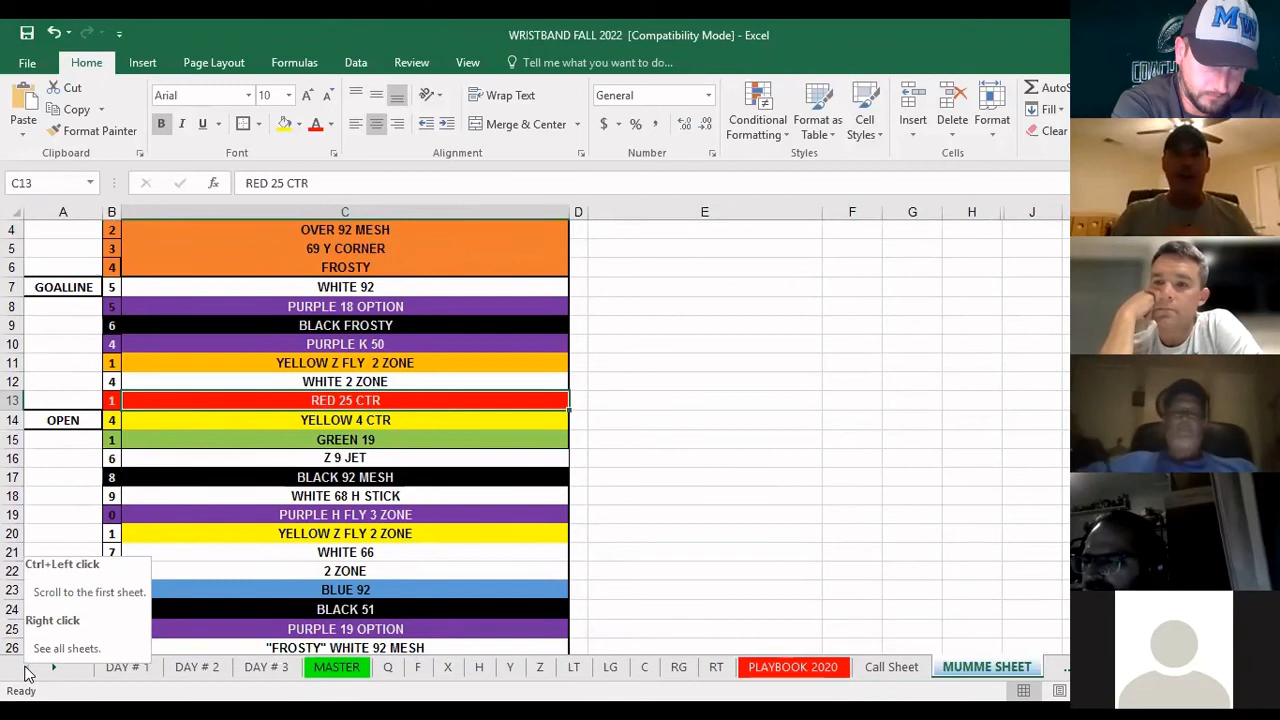 WRISTBAND FALL 2022 [Compatibility Mode] - Excel
File Home Insert Page Layout Formulas Data Review View Tell me what you want to do...
Paste Cut Copy Format Painter
Arial 10
B I U
Wrap Text
Merge & Center
General
$ % ,
Conditional Formatting Format as Table Cell Styles
Insert Delete Format
AutoS
Fill
Clear
Clipboard Font Alignment Number Styles Cells
C13 fx RED 25 CTR
A B C D E F G H J
4 2 OVER 92 MESH
5 3 69 Y CORNER
6 4 FROSTY
7 GOALLINE 5 WHITE 92
8 5 PURPLE 18 OPTION
9 6 BLACK FROSTY
10 4 PURPLE K 50
11 1 YELLOW Z FLY 2 ZONE
12 4 WHITE 2 ZONE
13 1 RED 25 CTR
14 OPEN 4 YELLOW 4 CTR
15 1 GREEN 19
16 6 Z 9 JET
17 8 BLACK 92 MESH
18 9 WHITE 68 H STICK
19 0 PURPLE H FLY 3 ZONE
20 1 YELLOW Z FLY 2 ZONE
21 7 WHITE 66
22 2 ZONE
23 BLUE 92
24 BLACK 51
25 PURPLE 19 OPTION
26 "FROSTY" WHITE 92 MESH
Ctrl+Left click
Scroll to the first sheet.
Right click
See all sheets.
DAY # 1 DAY # 2 DAY # 3 MASTER Q F X H Y Z LT LG C RG RT PLAYBOOK 2020 Call Sheet MUMME SHEET ...
Ready
MW
COACH